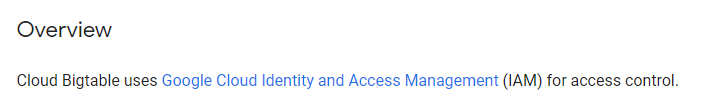 Overview
Cloud Bigtable uses Google Cloud Identity and Access Management (IAM) for access control.